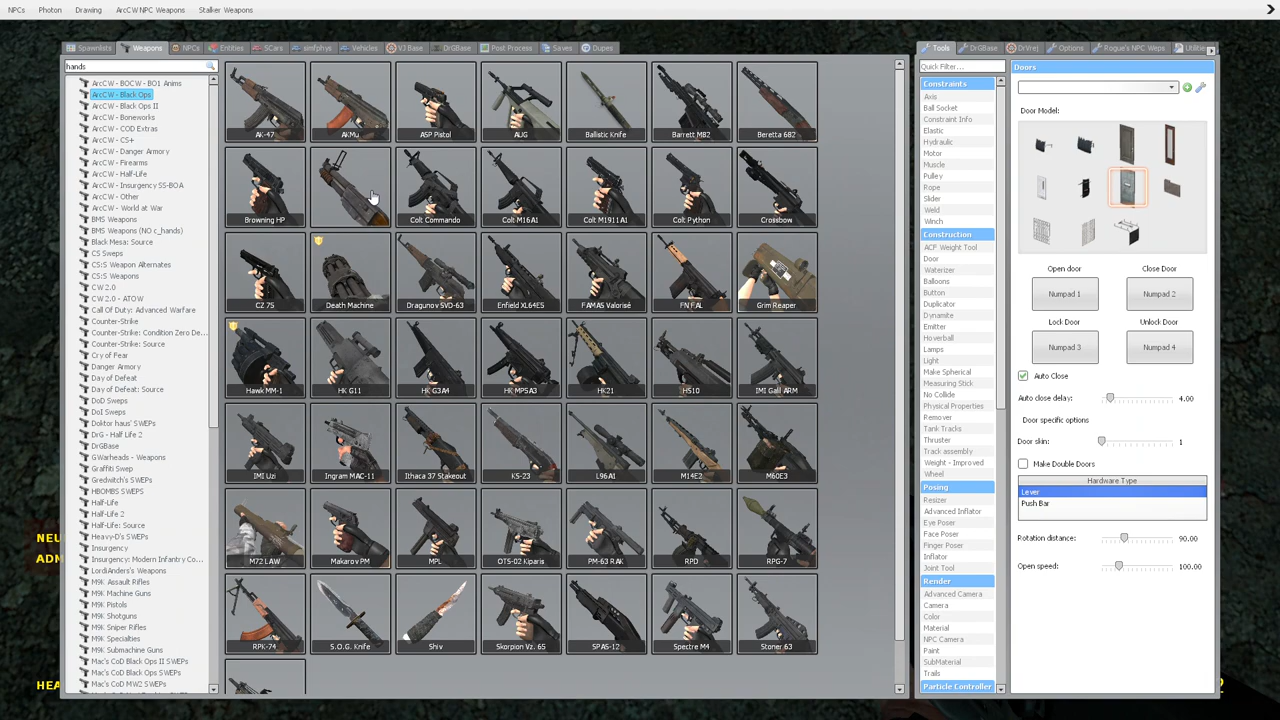 NPCs Photon Drawing ArcCW NPC Weapons Stalker Weapons
Spawnlists Weapons NPCs Entities SCars simfphys Vehicles VJ Base DrGBase Post Process Saves Dupes
hands
ArcCW - BOCW - BO1 Anims
ArcCW - Black Ops
ArcCW - Black Ops II
ArcCW - Boneworks
ArcCW - COD Extras
ArcCW - CS+
ArcCW - Danger Armory
ArcCW - Firearms
ArcCW - Half-Life
ArcCW - Insurgency SS-BOA
ArcCW - Other
ArcCW - World at War
BMS Weapons
BMS Weapons (NO c_hands)
Black Mesa: Source
CS Sweps
CS:S Weapon Alternates
CS:S Weapons
CW 2.0
CW 2.0 - ATOW
Call Of Duty: Advanced Warfare
Counter-Strike
Counter-Strike: Condition Zero De...
Counter-Strike: Source
Cry of Fear
Danger Armory
Day of Defeat
Day of Defeat: Source
DoD Sweps
DoI Sweps
Doktor haus' SWEPs
DrG - Half Life 2
DrGBase
GWarheads - Weapons
Graffiti Swep
Gredwitch's SWEPs
HBOMBS SWEPS
Half-Life
Half-Life 2
Half-Life: Source
Heavy-D's SWEPs
Insurgency
Insurgency: Modern Infantry Co...
LordiAnders's Weapons
M9K Assault Rifles
M9K Machine Guns
M9K Pistols
M9K Shotguns
M9K Sniper Rifles
M9K Specialties
M9K Submachine Guns
Mac's CoD Black Ops II SWEPs
Mac's CoD Black Ops SWEPs
Mac's CoD MW2 SWEPs
AK-47 AKMu ASP Pistol AUG Ballistic Knife Barrett M82 Beretta 682
Browning HP Colt Commando Colt M16A1 Colt M1911A1 Colt Python Crossbow
CZ 75 Death Machine Dragunov SVD-63 Enfield XL64ES FAMAS Valorisé FN FAL Grim Reaper
Hawk MM-1 HK G11 HK G3A4 HK MP5A3 HK21 HS10 IMI Galil ARM
IMI Uzi Ingram MAC-11 Ithaca 37 Stakeout KS-23 L96A1 M14E2 M60E3
M72 LAW Makarov PM MPL OTS-02 Kiparis PM-63 RAK RPD RPG-7
RPK-74 S.O.G. Knife Shiv Skorpion Vz. 65 SPAS-12 Spectre M4 Stoner 63
Tools DrGBase DrVrej Options Rogue's NPC Weps Utilitie
Quick Filter...
Constraints
Axis
Ball Socket
Constraint Info
Elastic
Hydraulic
Motor
Muscle
Pulley
Rope
Slider
Weld
Winch
Construction
ACF Weight Tool
Door
Waterizer
Balloons
Button
Duplicator
Dynamite
Emitter
Hoverball
Lamps
Light
Make Spherical
Measuring Stick
No Collide
Physical Properties
Remover
Tank Tracks
Thruster
Track assembly
Weight - Improved
Wheel
Posing
Resizer
Advanced Inflator
Eye Poser
Face Poser
Finger Poser
Inflator
Joint Tool
Render
Advanced Camera
Camera
Color
Material
NPC Camera
Paint
SubMaterial
Trails
Particle Controller
Doors
Door Model:
Open door Close Door
Numpad 1 Numpad 2
Lock Door Unlock Door
Numpad 3 Numpad 4
Auto Close
Auto close delay: 4.00
Door specific options
Door skin: 1
Make Double Doors
Hardware Type
Lever
Push Bar
Rotation distance: 90.00
Open speed: 100.00